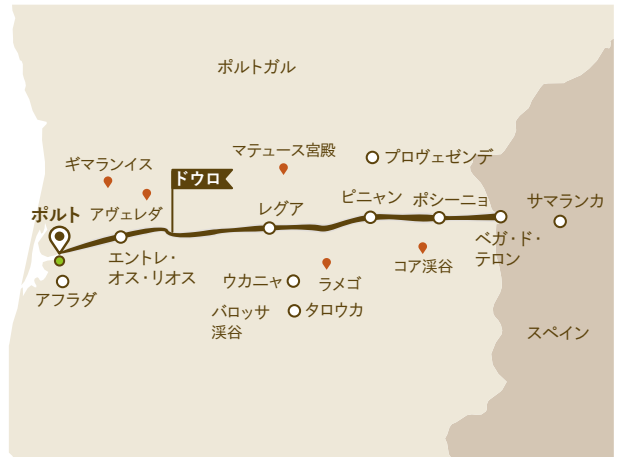 ポルトガル
マテュース宮殿
プロヴェゼンデ
ギマランイス
ドウロ
ポルト
アヴェレダ
レグア
ピニャン
ポシーニョ
サマランカ
エントレ・
オス・リオス
ベガ・ド・
テロン
コア渓谷
アフラダ
ウカニャ
ラメゴ
バロッサ
渓谷
タロウカ
スペイン